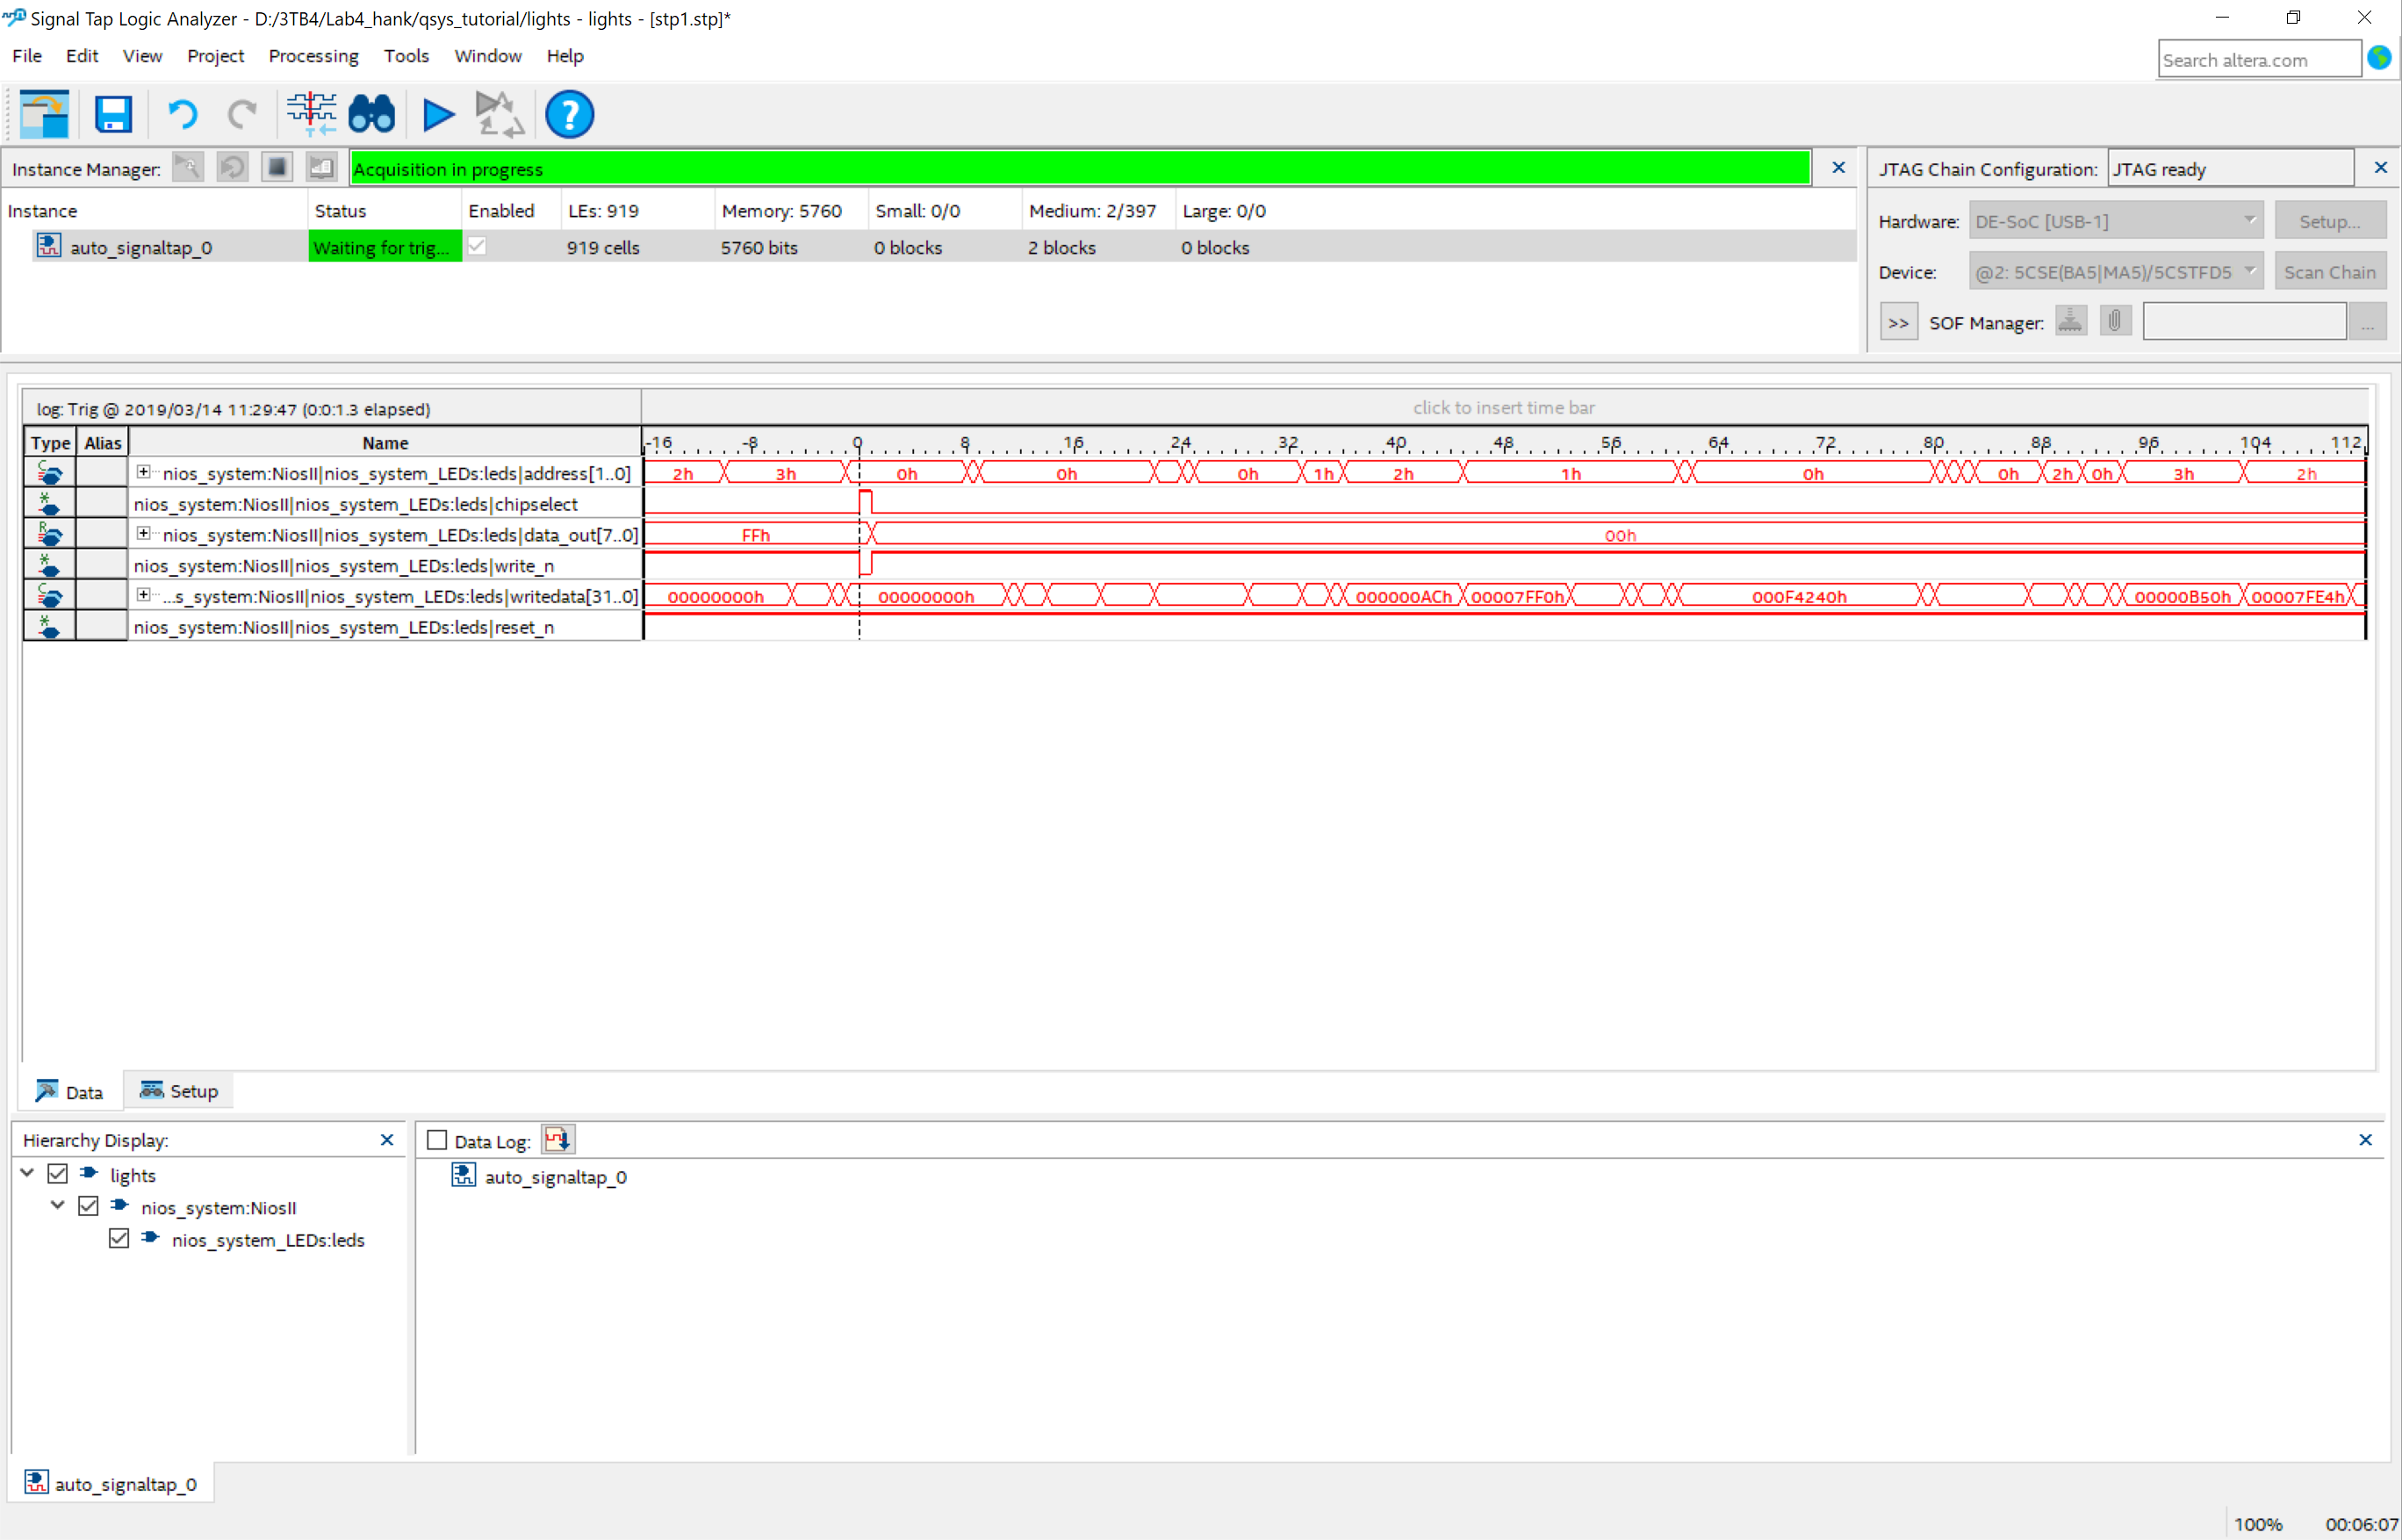 Signal Tap Logic Analyzer - D:/3TB4/Lab4_hank/qsys_tutorial/lights - lights - [stp1.stp]*
File Edit View Project Processing Tools Window Help
Search altera.com
Instance Manager: Acquisition in progress
JTAG Chain Configuration: JTAG ready
Instance Status Enabled LEs: 919 Memory: 5760 Small: 0/0 Medium: 2/397 Large: 0/0
auto_signaltap_0 Waiting for trig... 919 cells 5760 bits 0 blocks 2 blocks 0 blocks
Hardware: DE-SoC [USB-1] Setup...
Device: @2: 5CSE(BA5|MA5)/5CSTFD5 Scan Chain
>> SOF Manager: ...
log: Trig @ 2019/03/14 11:29:47 (0:0:1.3 elapsed) click to insert time bar
Type Alias Name -16 -8 0 8 16 24 32 40 48 56 64 72 80 88 96 104 112
nios_system:NiosII|nios_system_LEDs:leds|address[1..0] 2h 3h 0h 0h 0h 1h 2h 1h 0h 0h 2h 0h 3h 2h
nios_system:NiosII|nios_system_LEDs:leds|chipselect
nios_system:NiosII|nios_system_LEDs:leds|data_out[7..0] FFh 00h
nios_system:NiosII|nios_system_LEDs:leds|write_n
...s_system:NiosII|nios_system_LEDs:leds|writedata[31..0] 00000000h 00000000h 000000ACh 00007FF0h 000F4240h 00000B50h 00007FE4h
nios_system:NiosII|nios_system_LEDs:leds|reset_n
Data Setup
Hierarchy Display:
lights
nios_system:NiosII
nios_system_LEDs:leds
Data Log:
auto_signaltap_0
auto_signaltap_0
100% 00:06:07